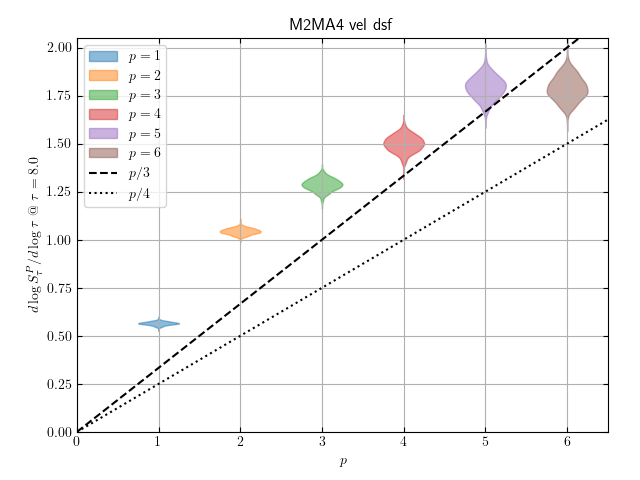 M2MA4 vel dsf
2.00
1.75
1.50
1.25
1.00
0.75
0.50
0.25
0.00
d log S_τ^P / d log τ @ τ = 8.0
p = 1
p = 2
p = 3
p = 4
p = 5
p = 6
p/3
p/4
0 1 2 3 4 5 6
p